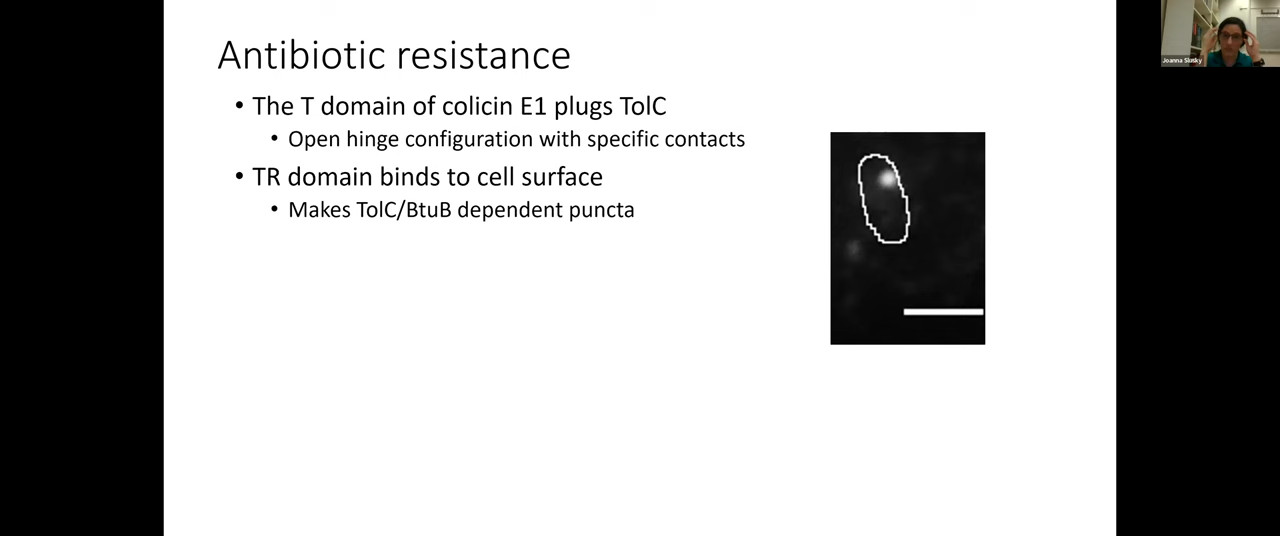 Antibiotic resistance
• The T domain of colicin E1 plugs TolC
• Open hinge configuration with specific contacts
• TR domain binds to cell surface
• Makes TolC/BtuB dependent puncta
Joanna Slusky